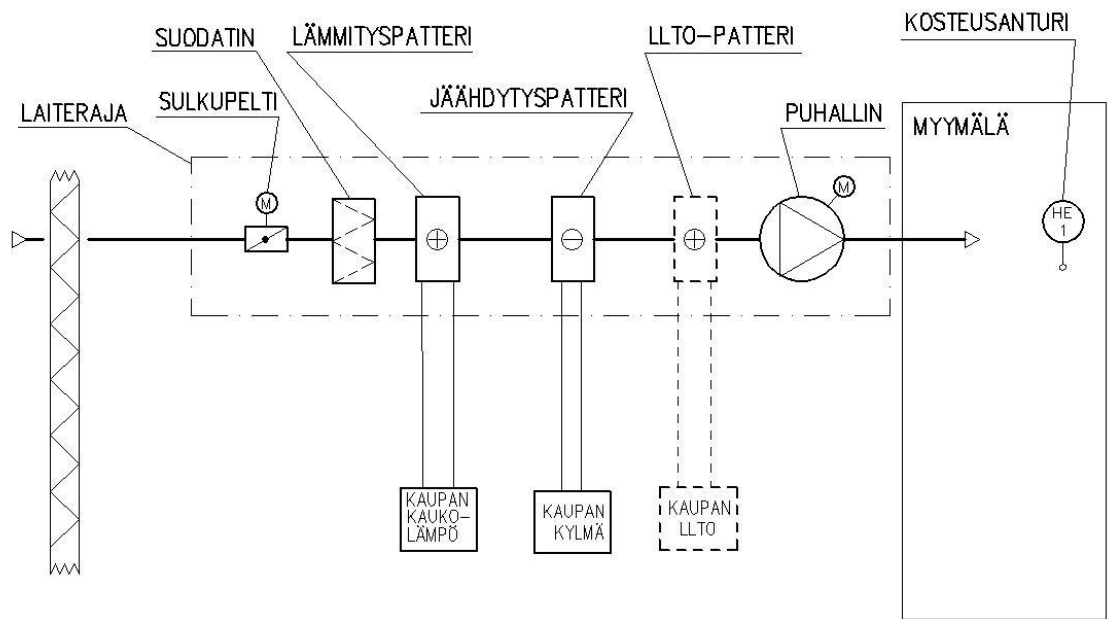 KOSTEUSANTURI
SUODATIN
LÄMMITYSPATTERI
LLTO-PATTERI
SULKUPELTI
JÄÄHDYTYSPATTERI
PUHALLIN
LAITERAJA
MYYMÄLÄ
M
M
HE
1
KAUPAN
KAUKO-
LÄMPÖ
KAUPAN
KYLMÄ
KAUPAN
LLTO